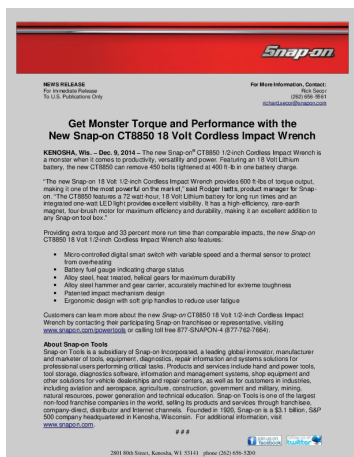 Snap-on
NEWS RELEASE
For Immediate Release
To U.S. Publications Only
For More Information, Contact:
Rick Secor
(262) 656 5561
richard.secor@snapon.com
Get Monster Torque and Performance with the
New Snap-on CT8850 18 Volt Cordless Impact Wrench
KENOSHA, Wis. – Dec. 9, 2014 – The new Snap-on® CT8850 1/2-inch Cordless Impact Wrench is
a monster when it comes to productivity, versatility and power. Featuring an 18 Volt Lithium
battery, the new CT8850 can remove 450 bolts tightened at 400 ft-lb in one battery charge.
"The new Snap-on 18 Volt 1/2-inch Cordless Impact Wrench provides 600 ft-lbs of torque output,
making it one of the most powerful on the market," said Rodger Isetts, product manager for Snap-
on. "The CT8850 features a 72 watt-hour, 18 Volt Lithium battery for long run times and an
integrated one-watt LED light provides excellent visibility. It has a high-efficiency, rare-earth
magnet, four-brush motor for maximum efficiency and durability, making it an excellent addition to
any Snap-on tool box."
Providing extra torque and 33 percent more run time than comparable impacts, the new Snap-on
CT8850 18 Volt 1/2-inch Cordless Impact Wrench also features:
• Micro-controlled digital smart switch with variable speed and a thermal sensor to protect
from overheating
• Battery fuel gauge indicating charge status
• Alloy steel, heat treated, helical gears for maximum durability
• Alloy steel hammer and gear carrier, accurately machined for extreme toughness
• Patented impact mechanism design
• Ergonomic design with soft grip handles to reduce user fatigue
Customers can learn more about the new Snap-on CT8850 18 Volt 1/2-inch Cordless Impact
Wrench by contacting their participating Snap-on franchisee or representative, visiting
www.snapon.com/powertools or calling toll free 877-SNAPON-4 (877-762-7664).
About Snap-on Tools
Snap-on Tools is a subsidiary of Snap-on Incorporated, a leading global innovator, manufacturer
and marketer of tools, equipment, diagnostics, repair information and systems solutions for
professional users performing critical tasks. Products and services include hand and power tools,
tool storage, diagnostics software, information and management systems, shop equipment and
other solutions for vehicle dealerships and repair centers, as well as for customers in industries,
including aviation and aerospace, agriculture, construction, government and military, mining,
natural resources, power generation and technical education. Snap-on Tools is one of the largest
non-food franchise companies in the world, selling its products and services through franchisee,
company-direct, distributor and Internet channels. Founded in 1920, Snap-on is a $3.1 billion, S&P
500 company headquartered in Kenosha, Wisconsin. For additional information, visit
www.snapon.com.
# # #
Join us on
facebook
twitter
2801 80th Street, Kenosha, WI 53141 phone (262) 656-5200